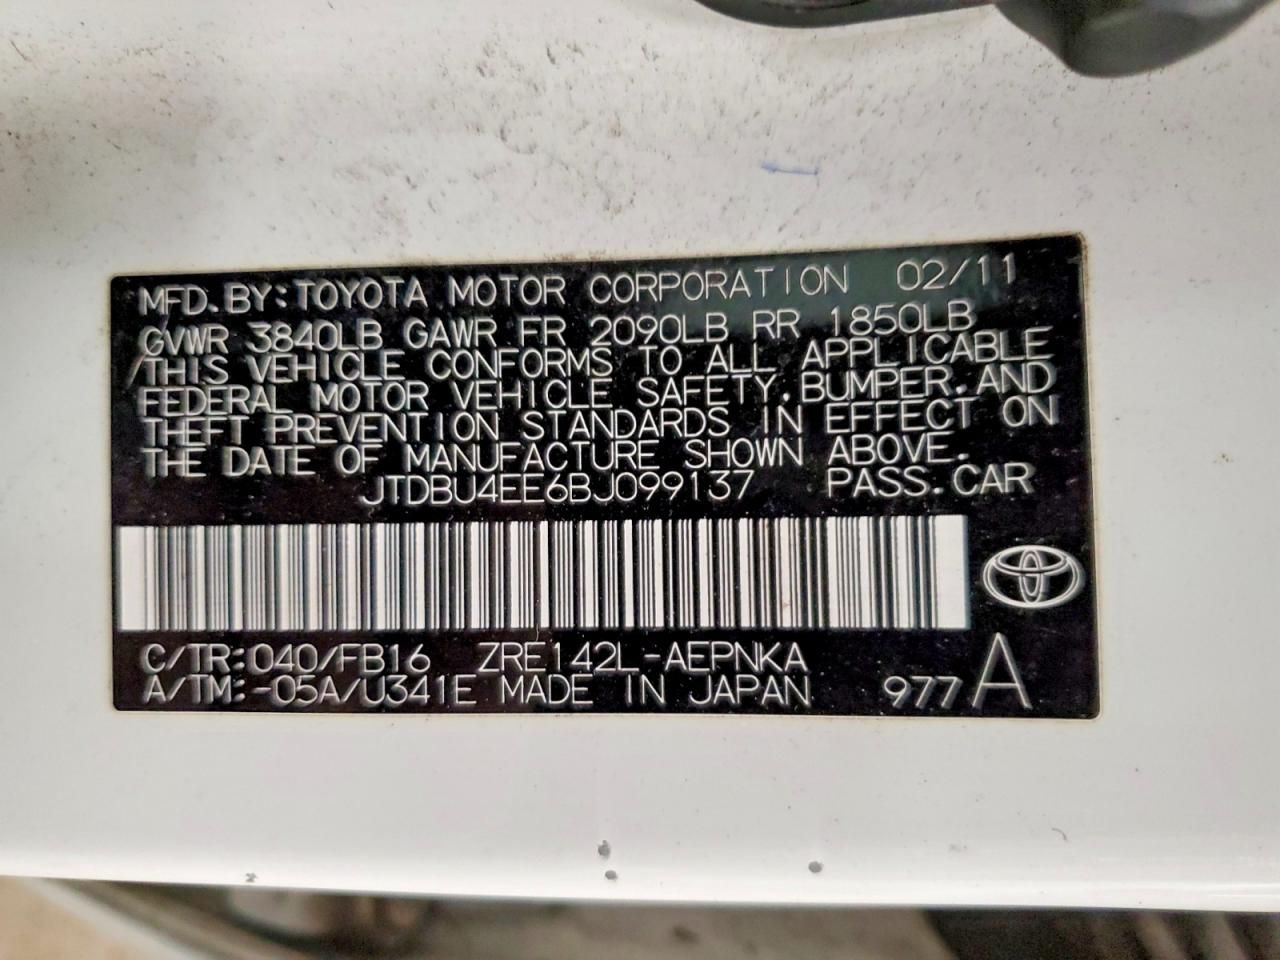 MFD. BY: TOYOTA MOTOR CORPORATION 02/11
GVWR 3840LB GAWR FR 2090LB RR 1850LB
THIS VEHICLE CONFORMS TO ALL APPLICABLE
FEDERAL MOTOR VEHICLE SAFETY, BUMPER, AND
THEFT PREVENTION STANDARDS IN EFFECT ON
THE DATE OF MANUFACTURE SHOWN ABOVE.
JTDBU4EE6BJ099137 PASS. CAR
C/TR: 040/FB16 ZRE142L-AEPNKA
A/TM: -05A/U341E MADE IN JAPAN 977 A